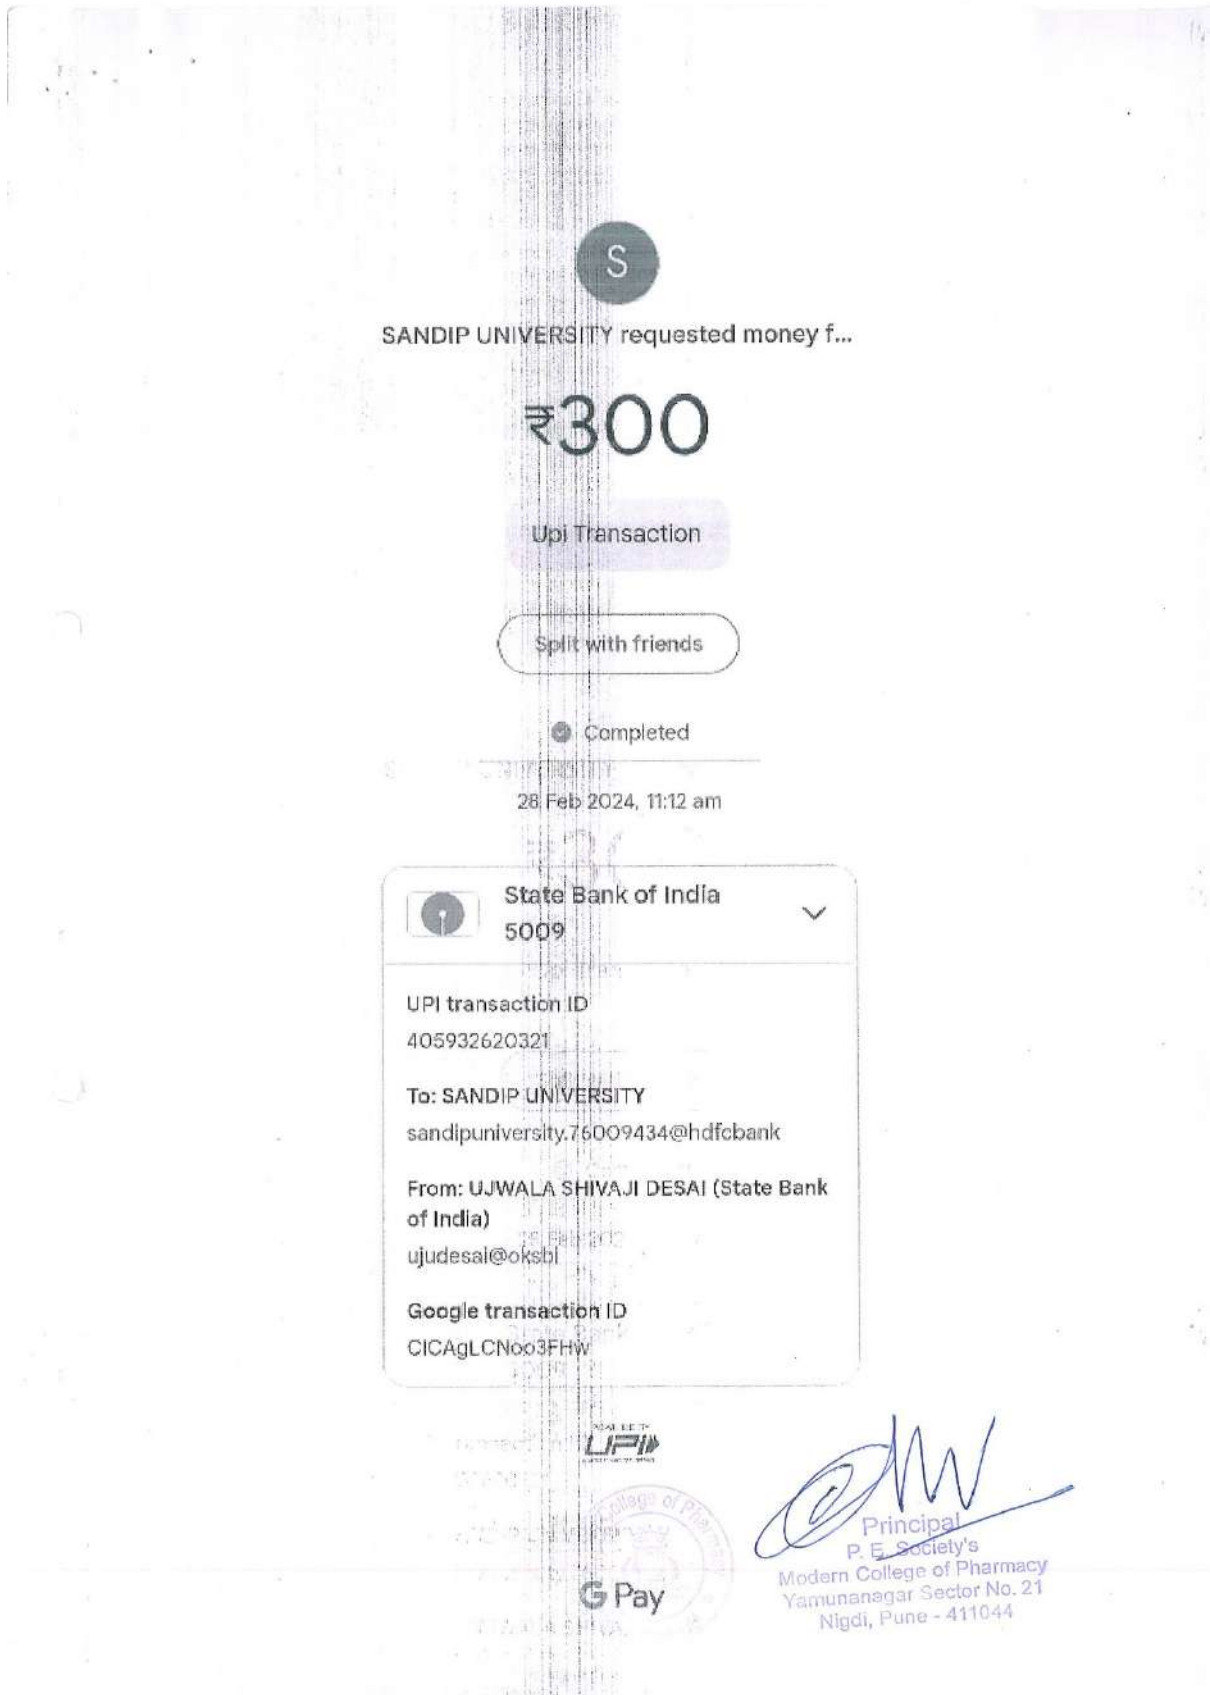 S
SANDIP UNIVERSITY requested money f...
₹300
Upi Transaction
Split with friends
Completed
28 Feb 2024, 11:12 am
State Bank of India
5009
UPI transaction ID
405932620321
To: SANDIP UNIVERSITY
sandipuniversity.76009434@hdfcbank
From: UJWALA SHIVAJI DESAI (State Bank
of India)
ujudesai@oksbi
Google transaction ID
CICAgLCNoo3FHw
UPI
College of Pharmacy
G Pay
Principal
P. E. Society's
Modern College of Pharmacy
Yamunanagar Sector No. 21
Nigdi, Pune - 411044